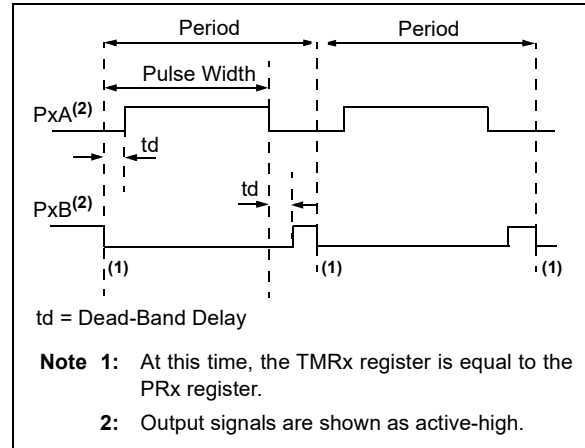 Period Period
Pulse Width
PxA(2)
td
td
PxB(2)
(1) (1) (1)
td = Dead-Band Delay
Note 1: At this time, the TMRx register is equal to the
PRx register.
2: Output signals are shown as active-high.